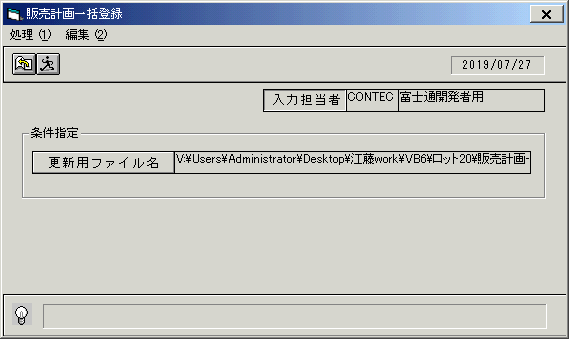 販売計画一括登録
処理 (1) 編集 (2)
2019/07/27
入力担当者 CONTEC 富士通開発者用
条件指定
更新用ファイル名 V:¥Users¥Administrator¥Desktop¥江藤work¥VB6¥ロット20¥販売計画-